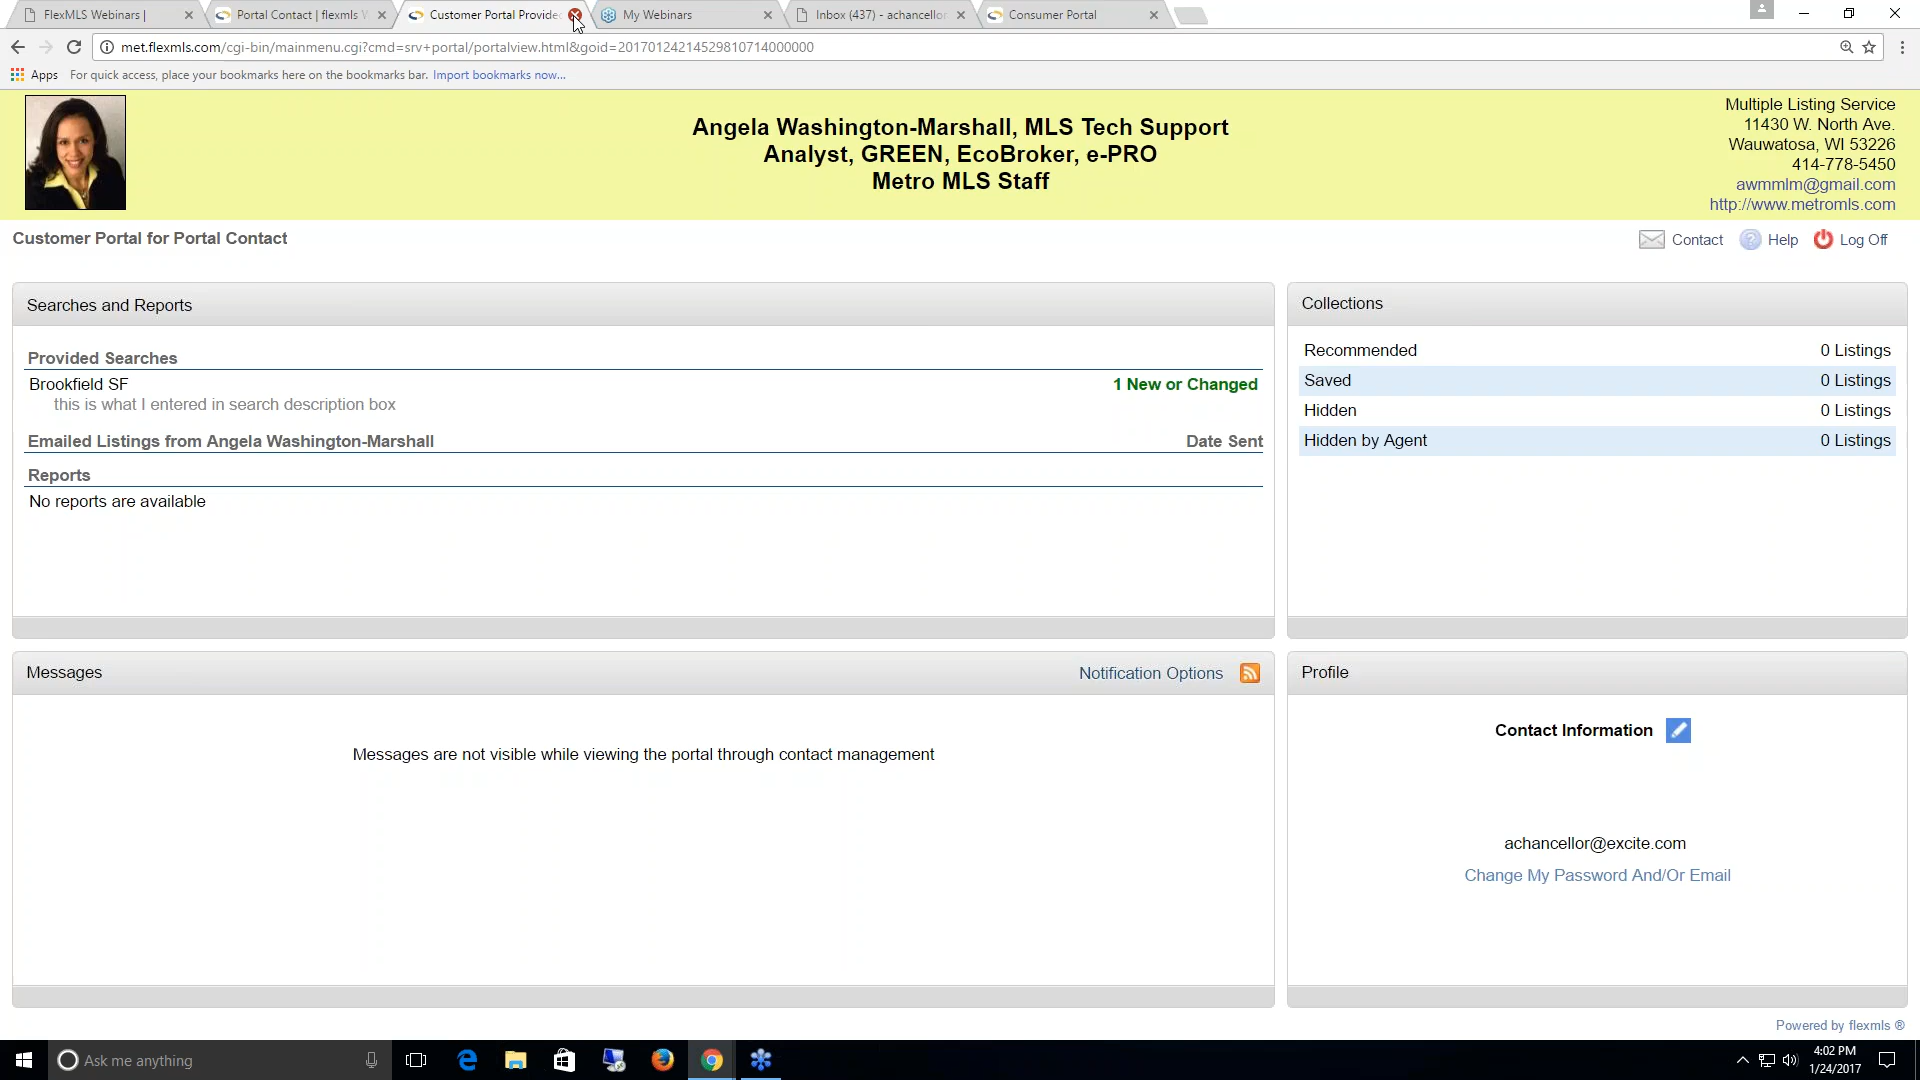 FlexMLS Webinars |
Portal Contact | flexmls W
Customer Portal Provided
My Webinars
Inbox (437) - achancellor
Consumer Portal
met.flexmls.com/cgi-bin/mainmenu.cgi?cmd=srv+portal/portalview.html&goid=20170124214529810714000000
Apps For quick access, place your bookmarks here on the bookmarks bar. Import bookmarks now...
Angela Washington-Marshall, MLS Tech Support
Analyst, GREEN, EcoBroker, e-PRO
Metro MLS Staff
Multiple Listing Service
11430 W. North Ave.
Wauwatosa, WI 53226
414-778-5450
awmmlm@gmail.com
http://www.metromls.com
Customer Portal for Portal Contact
Contact Help Log Off
Searches and Reports
Provided Searches
Brookfield SF 1 New or Changed
this is what I entered in search description box
Emailed Listings from Angela Washington-Marshall Date Sent
Reports
No reports are available
Collections
Recommended 0 Listings
Saved 0 Listings
Hidden 0 Listings
Hidden by Agent 0 Listings
Messages Notification Options
Messages are not visible while viewing the portal through contact management
Profile
Contact Information
achancellor@excite.com
Change My Password And/Or Email
Powered by flexmls ®
Ask me anything
4:02 PM
1/24/2017